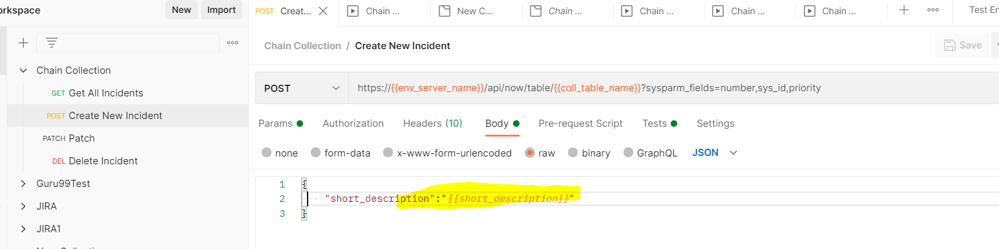 orkspace New Import
Chain Collection
GET Get All Incidents
POST Create New Incident
PATCH Patch
DEL Delete Incident
Guru99Test
JIRA
JIRA1
POST Creat... Chain ... New C... Chain ... Chain ... Chain ... Chain ... Test En
Chain Collection / Create New Incident Save
POST https://{{env_server_name}}/api/now/table/{{coll_table_name}}?sysparm_fields=number,sys_id,priority
Params Authorization Headers (10) Body Pre-request Script Tests Settings
none form-data x-www-form-urlencoded raw binary GraphQL JSON
1 {
2 "short_description":"{{short_description}}"
3 }